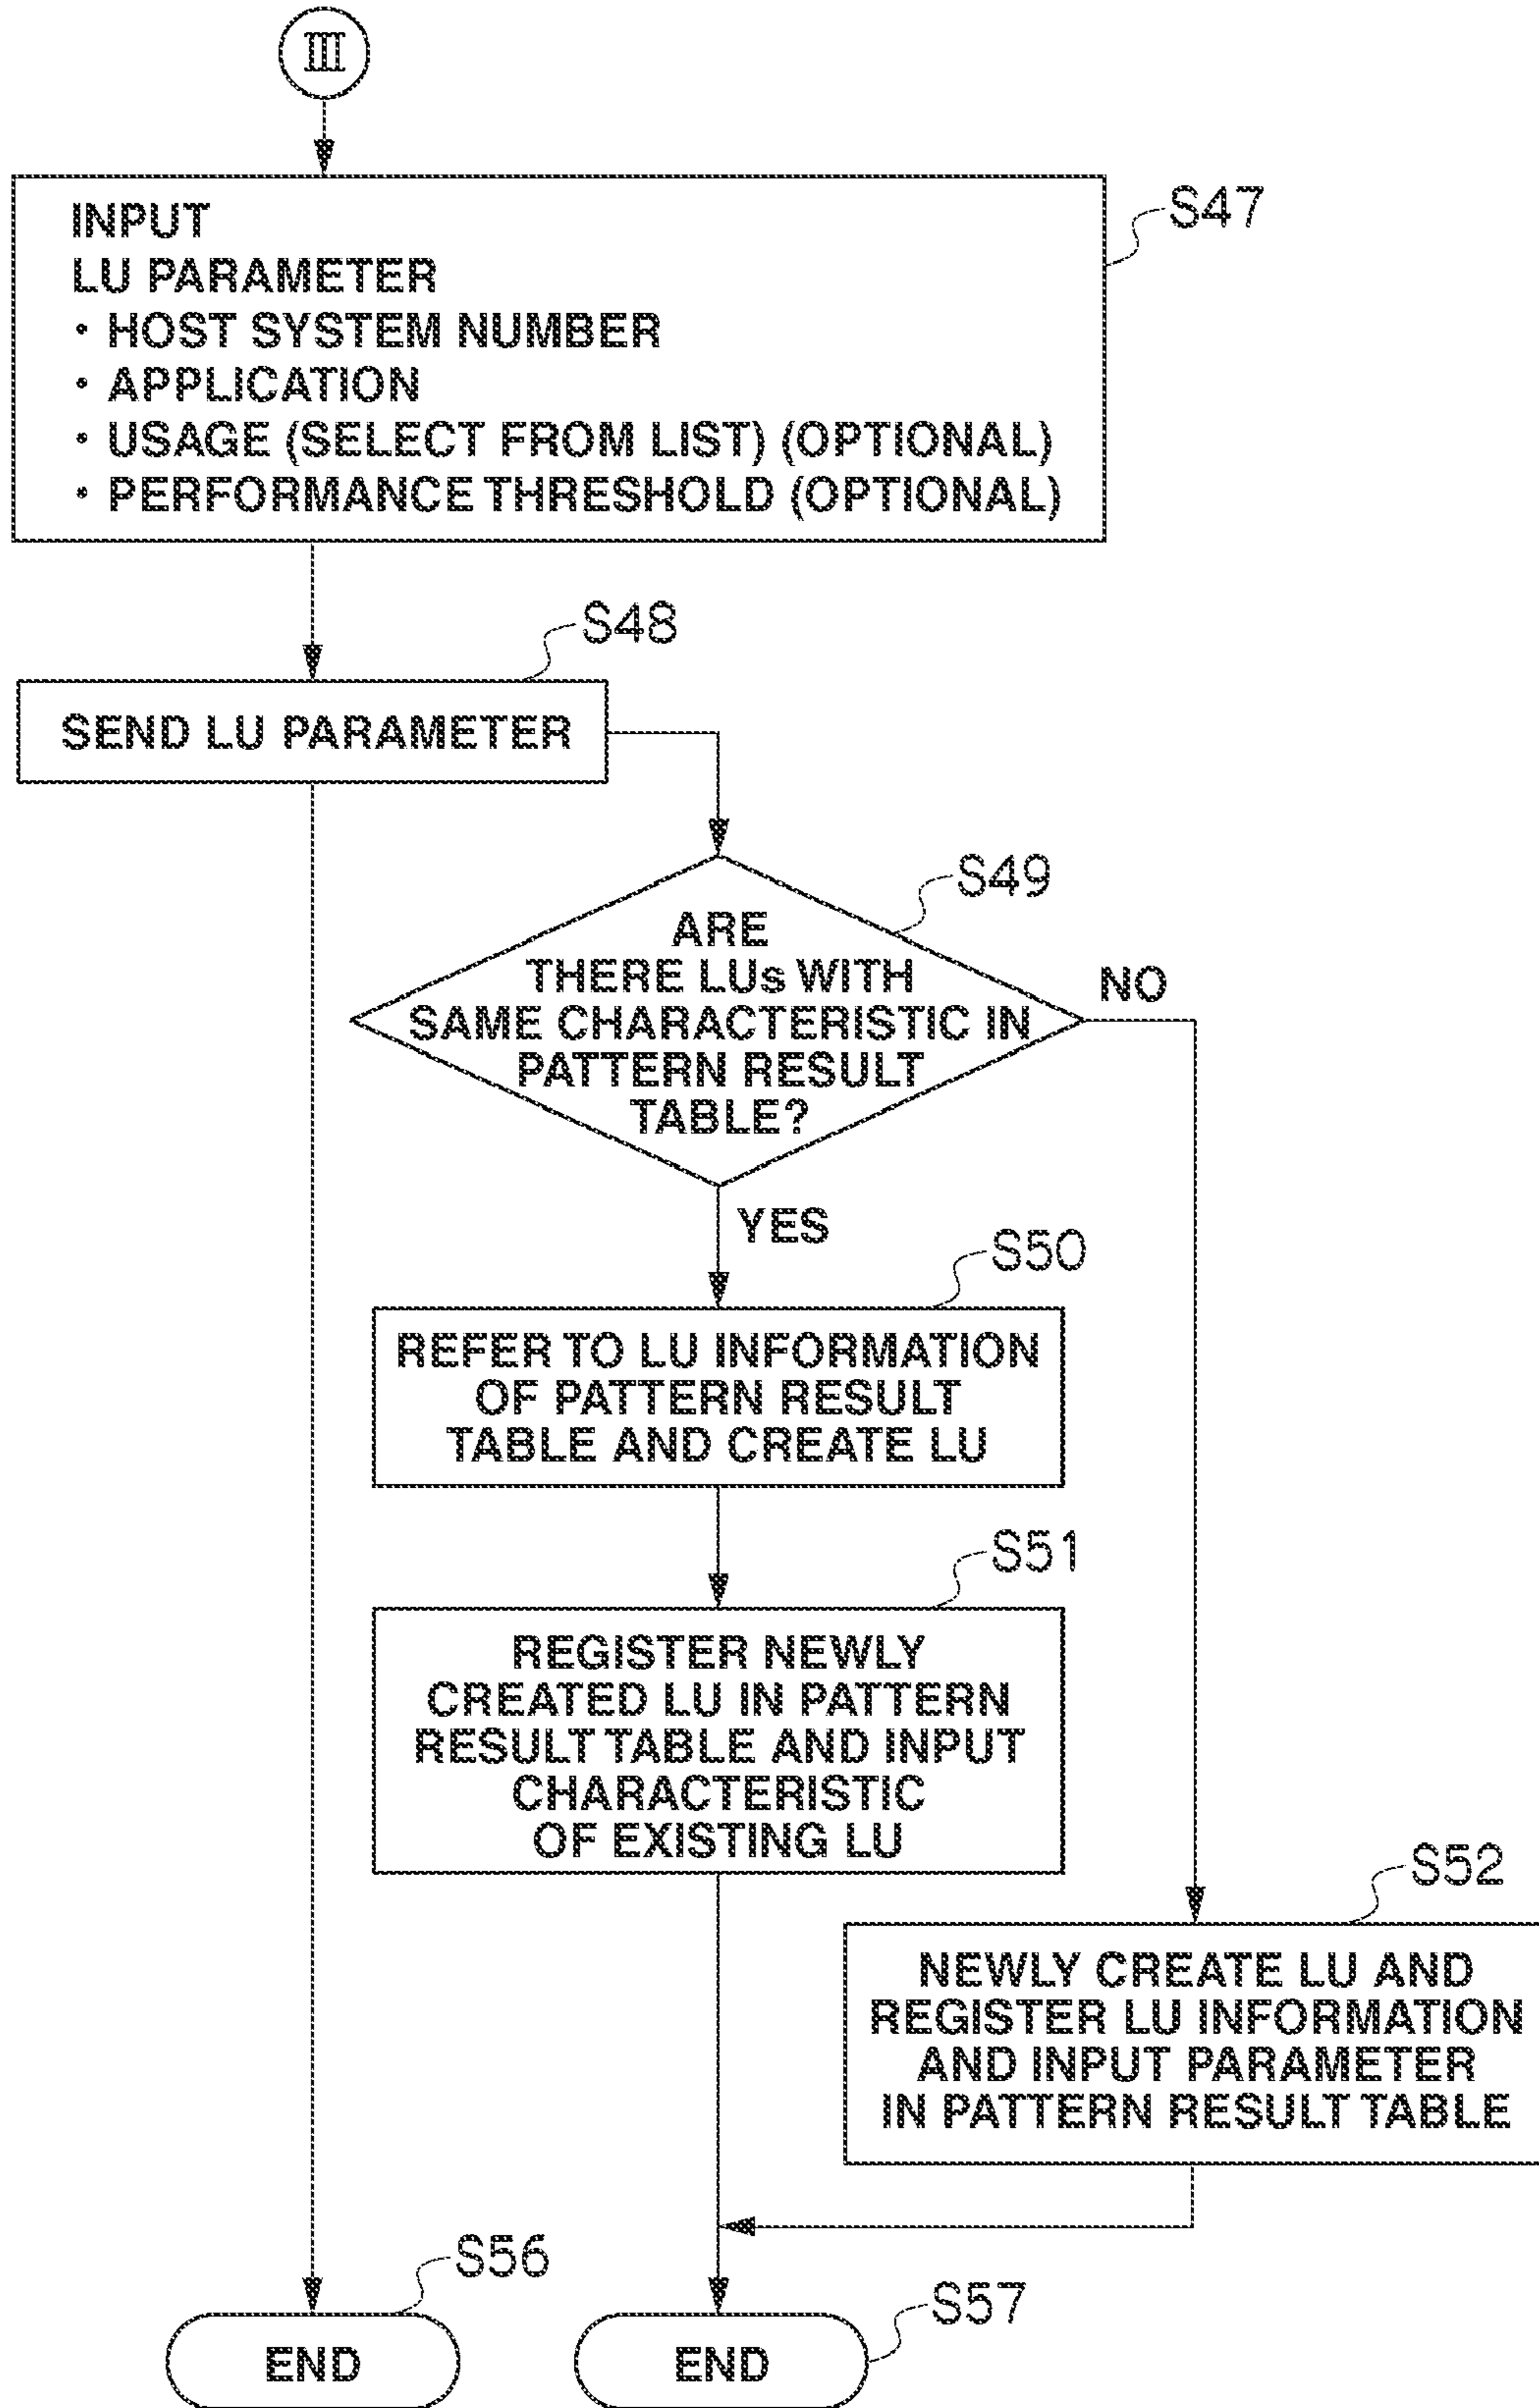 III
S47
INPUT
LU PARAMETER
・HOST SYSTEM NUMBER
・APPLICATION
・USAGE (SELECT FROM LIST) (OPTIONAL)
・PERFORMANCE THRESHOLD (OPTIONAL)
S48
SEND LU PARAMETER
S49
ARE
THERE LUs WITH
SAME CHARACTERISTIC IN
PATTERN RESULT
TABLE?
NO
YES
S50
REFER TO LU INFORMATION
OF PATTERN RESULT
TABLE AND CREATE LU
S51
REGISTER NEWLY
CREATED LU IN PATTERN
RESULT TABLE AND INPUT
CHARACTERISTIC
OF EXISTING LU
S52
NEWLY CREATE LU AND
REGISTER LU INFORMATION
AND INPUT PARAMETER
IN PATTERN RESULT TABLE
S56
END
S57
END